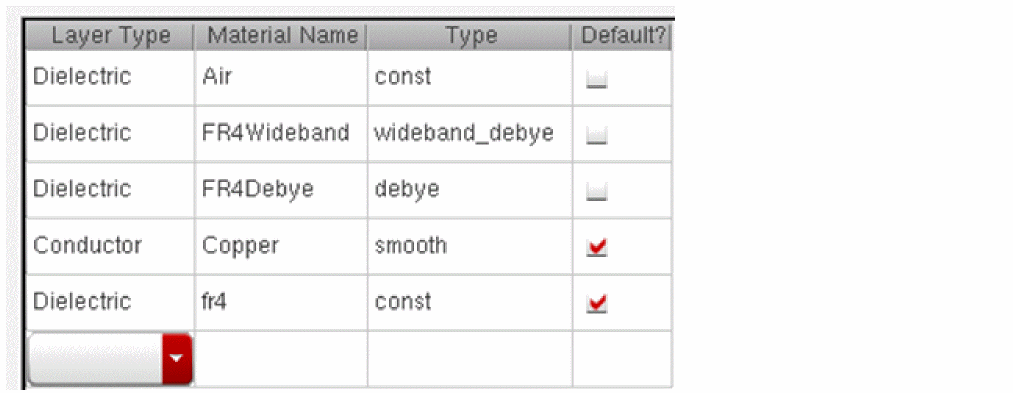 Layer Type Material Name Type Default?
Dielectric Air const
Dielectric FR4Wideband wideband_debye
Dielectric FR4Debye debye
Conductor Copper smooth
Dielectric fr4 const